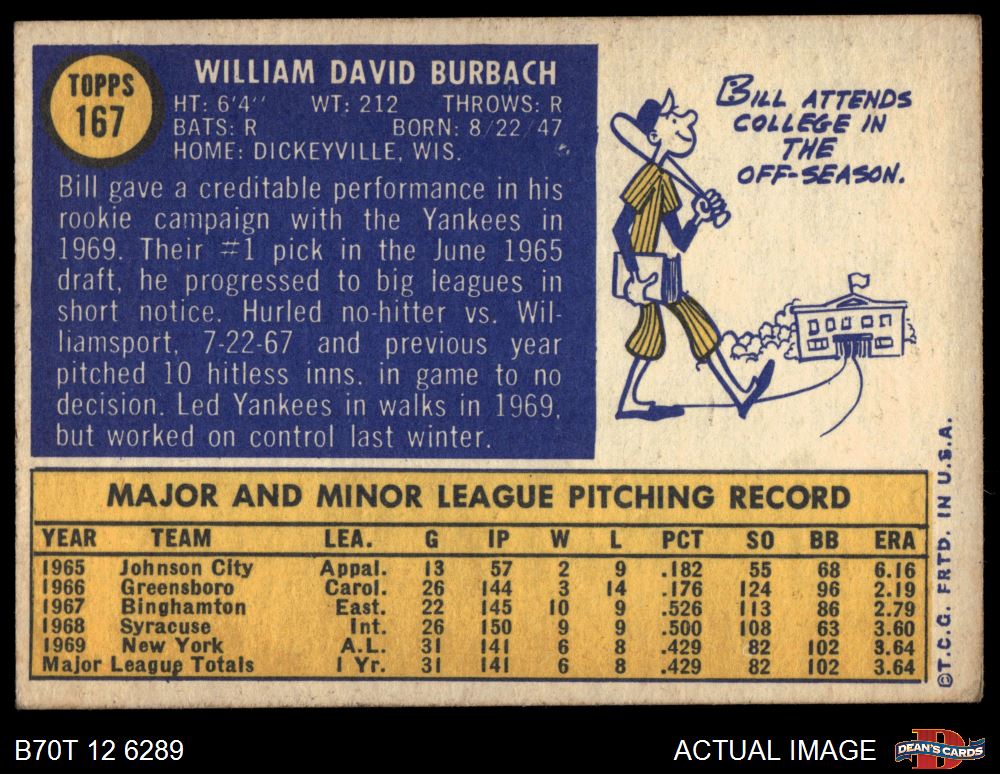 TOPPS
167
WILLIAM DAVID BURBACH
HT: 6'4'' WT: 212 THROWS: R
BATS: R BORN: 8/22/47
HOME: DICKEYVILLE, WIS.
Bill gave a creditable performance in his
rookie campaign with the Yankees in
1969. Their #1 pick in the June 1965
draft, he progressed to big leagues in
short notice. Hurled no-hitter vs. Wil-
liamsport, 7-22-67 and previous year
pitched 10 hitless inns. in game to no
decision. Led Yankees in walks in 1969,
but worked on control last winter.
BILL ATTENDS
COLLEGE IN
THE
OFF-SEASON.
MAJOR AND MINOR LEAGUE PITCHING RECORD
YEAR TEAM LEA. G IP W L PCT SO BB ERA
1965 Johnson City Appal. 13 57 2 9 .182 55 68 6.16
1966 Greensboro Carol. 26 144 3 14 .176 124 96 2.19
1967 Binghamton East. 22 145 10 9 .526 113 86 2.79
1968 Syracuse Int. 26 150 9 9 .500 108 63 3.60
1969 New York A.L. 31 141 6 8 .429 82 102 3.64
Major League Totals 1 Yr. 31 141 6 8 .429 82 102 3.64
©T.C.G. PRTD. IN U.S.A.
B70T 12 6289
ACTUAL IMAGE
DEAN'S CARDS